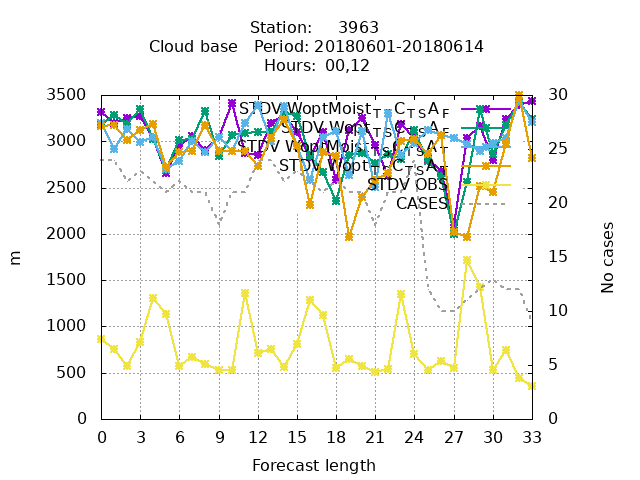 Station: 3963
Cloud base Period: 20180601-20180614
Hours: 00,12
3500
3000
2500
2000
1500
1000
500
0
m
30
25
20
15
10
5
0
No cases
STDV WoptMoist_T_C_T_S_A_F
STDV OBS
CASES
0 3 6 9 12 15 18 21 24 27 30 33
Forecast length